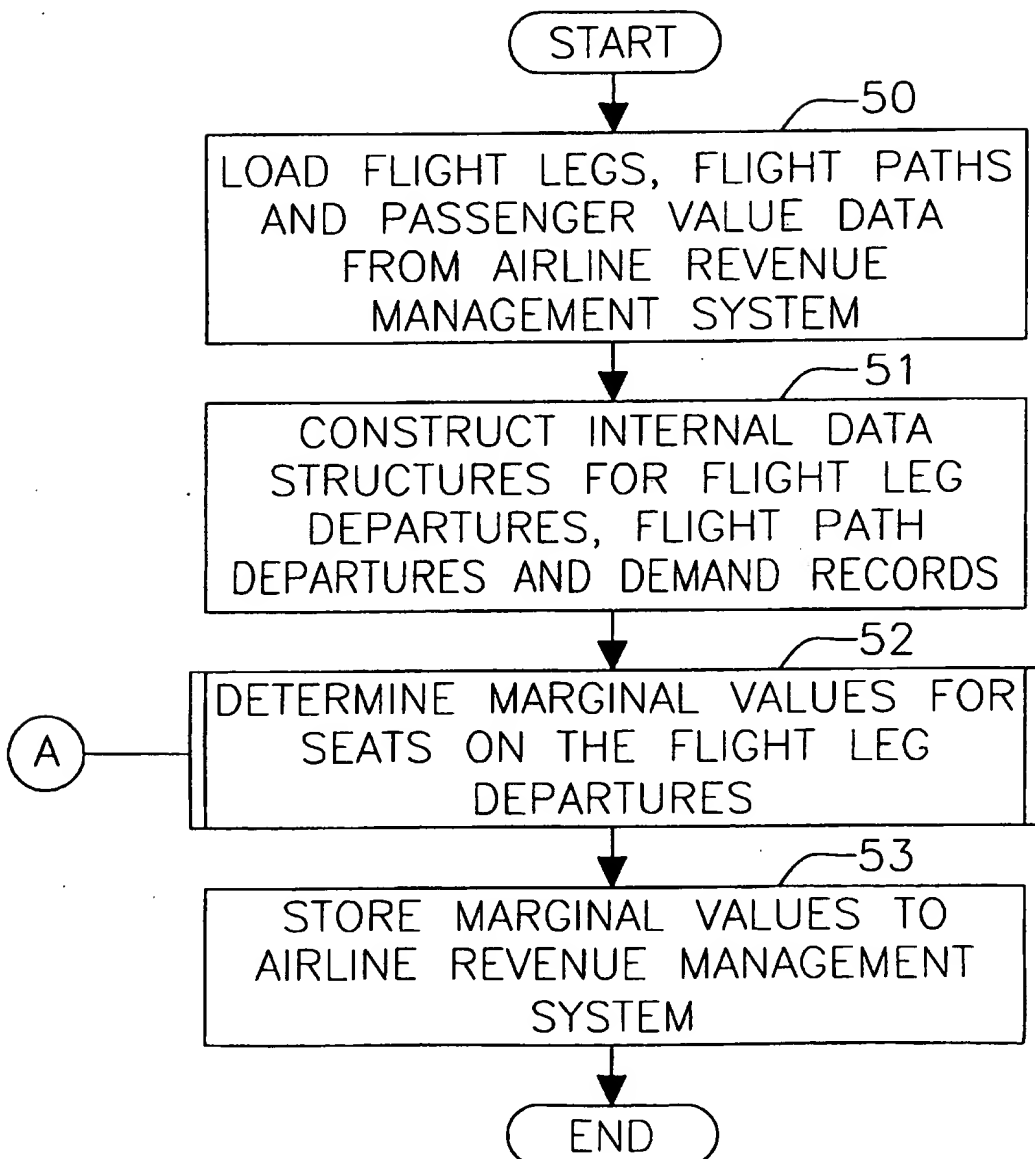 START
50
LOAD FLIGHT LEGS, FLIGHT PATHS
AND PASSENGER VALUE DATA
FROM AIRLINE REVENUE
MANAGEMENT SYSTEM
51
CONSTRUCT INTERNAL DATA
STRUCTURES FOR FLIGHT LEG
DEPARTURES, FLIGHT PATH
DEPARTURES AND DEMAND RECORDS
52
A
DETERMINE MARGINAL VALUES FOR
SEATS ON THE FLIGHT LEG
DEPARTURES
53
STORE MARGINAL VALUES TO
AIRLINE REVENUE MANAGEMENT
SYSTEM
END